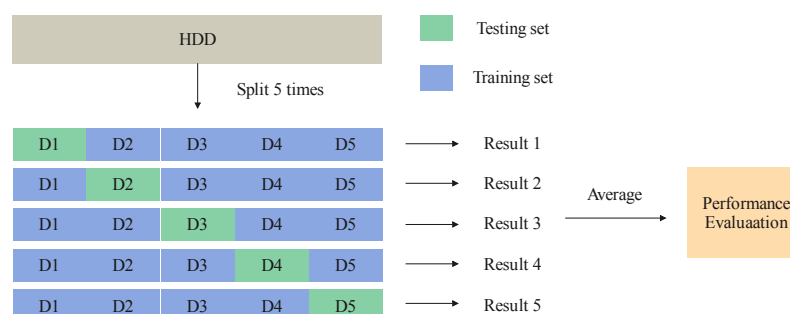 HDD
Testing set
Training set
Split 5 times
D1 D2 D3 D4 D5 Result 1
D1 D2 D3 D4 D5 Result 2
D1 D2 D3 D4 D5 Result 3
D1 D2 D3 D4 D5 Result 4
D1 D2 D3 D4 D5 Result 5
Average
Performance
Evaluaation